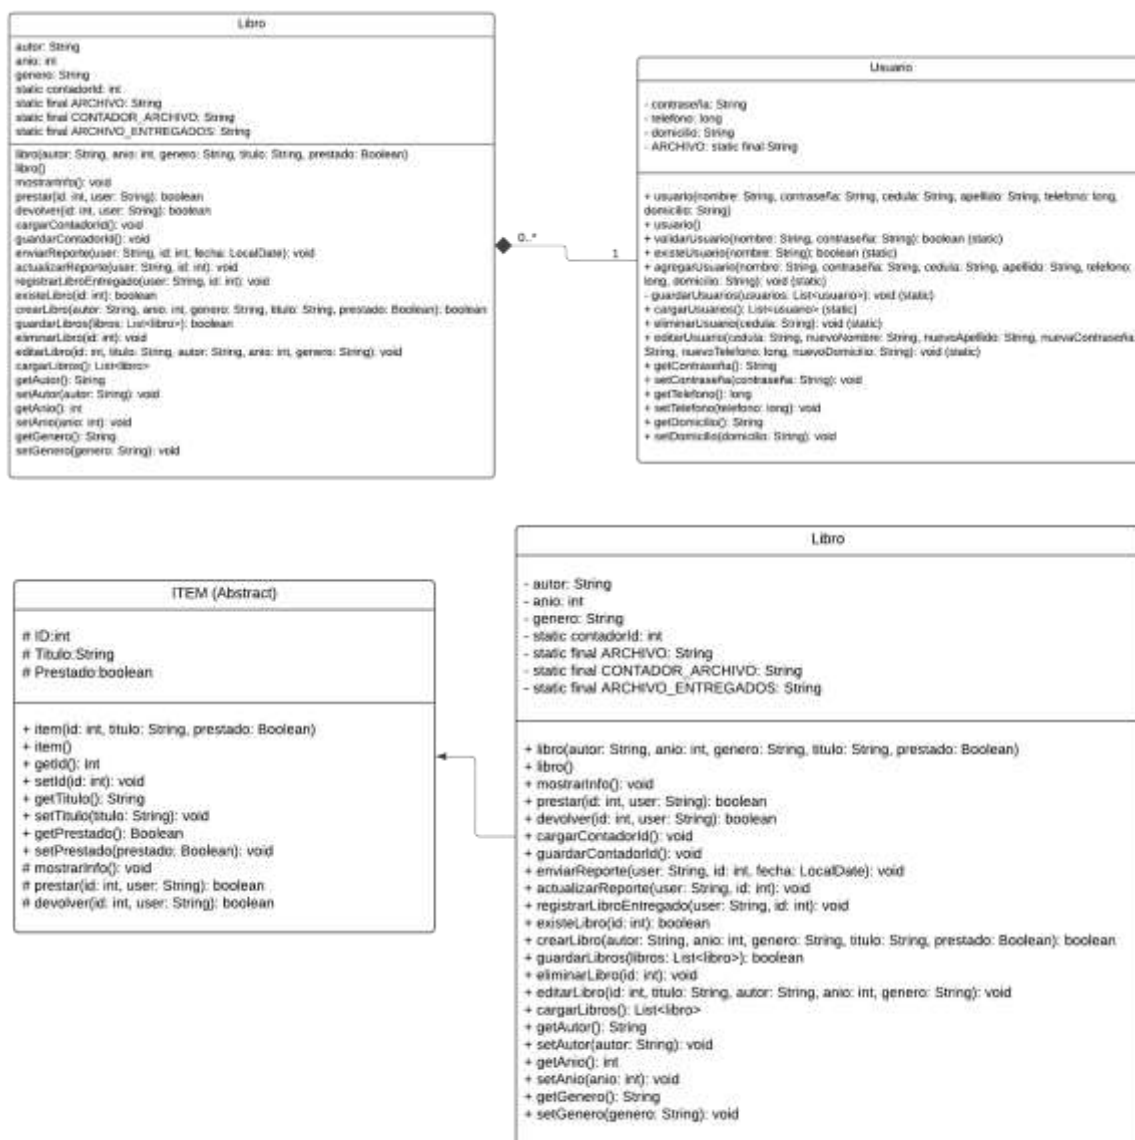 Libro
autor: String
anio: int
genero: String
static contadorId: int
static final ARCHIVO: String
static final CONTADOR_ARCHIVO: String
static final ARCHIVO_ENTREGADOS: String
libro(autor: String, anio: int, genero: String, titulo: String, prestado: Boolean)
libro()
mostrarInfo(): void
prestar(id: int, user: String): boolean
devolver(id: int, user: String): boolean
cargarContadorId(): void
guardarContadorId(): void
enviarReporte(user: String, id: int, fecha: LocalDate): void
actualizarReporte(user: String, id: int): void
registrarLibroEntregado(user: String, id: int): void
existeLibro(id: int): boolean
crearLibro(autor: String, anio: int, genero: String, titulo: String, prestado: Boolean): boolean
guardarLibros(libros: List<libro>): boolean
eliminarLibro(id: int): void
editarLibro(id: int, titulo: String, autor: String, anio: int, genero: String): void
cargarLibros(): List<libro>
getAutor(): String
setAutor(autor: String): void
getAnio(): int
setAnio(anio: int): void
getGenero(): String
setGenero(genero: String): void
0..*
1
Usuario
- contraseña: String
- telefono: long
- domicilio: String
- ARCHIVO: static final String
+ usuario(nombre: String, contraseña: String, cedula: String, apellido: String, telefono: long,
domicilio: String)
+ usuario()
+ validarUsuario(nombre: String, contraseña: String): boolean (static)
+ existeUsuario(nombre: String): boolean (static)
+ agregarUsuario(nombre: String, contraseña: String, cedula: String, apellido: String, telefono:
long, domicilio: String): void (static)
- guardarUsuarios(usuarios: List<usuario>): void (static)
+ cargarUsuarios(): List<usuario> (static)
+ eliminarUsuario(cedula: String): void (static)
+ editarUsuario(cedula: String, nuevoNombre: String, nuevoApellido: String, nuevaContraseña:
String, nuevoTelefono: long, nuevoDomicilio: String): void (static)
+ getContraseña(): String
+ setContraseña(contraseña: String): void
+ getTelefono(): long
+ setTelefono(telefono: long): void
+ getDomicilio(): String
+ setDomicilio(domicilio: String): void
ITEM (Abstract)
# ID:int
# Titulo:String
# Prestado:boolean
+ item(id: int, titulo: String, prestado: Boolean)
+ item()
+ getId(): int
+ setId(id: int): void
+ getTitulo(): String
+ setTitulo(titulo: String): void
+ getPrestado(): Boolean
+ setPrestado(prestado: Boolean): void
# mostrarInfo(): void
# prestar(id: int, user: String): boolean
# devolver(id: int, user: String): boolean
Libro
- autor: String
- anio: int
- genero: String
- static contadorId: int
- static final ARCHIVO: String
- static final CONTADOR_ARCHIVO: String
- static final ARCHIVO_ENTREGADOS: String
+ libro(autor: String, anio: int, genero: String, titulo: String, prestado: Boolean)
+ libro()
+ mostrarInfo(): void
+ prestar(id: int, user: String): boolean
+ devolver(id: int, user: String): boolean
+ cargarContadorId(): void
+ guardarContadorId(): void
+ enviarReporte(user: String, id: int, fecha: LocalDate): void
+ actualizarReporte(user: String, id: int): void
+ registrarLibroEntregado(user: String, id: int): void
+ existeLibro(id: int): boolean
+ crearLibro(autor: String, anio: int, genero: String, titulo: String, prestado: Boolean): boolean
+ guardarLibros(libros: List<libro>): boolean
+ eliminarLibro(id: int): void
+ editarLibro(id: int, titulo: String, autor: String, anio: int, genero: String): void
+ cargarLibros(): List<libro>
+ getAutor(): String
+ setAutor(autor: String): void
+ getAnio(): int
+ setAnio(anio: int): void
+ getGenero(): String
+ setGenero(genero: String): void